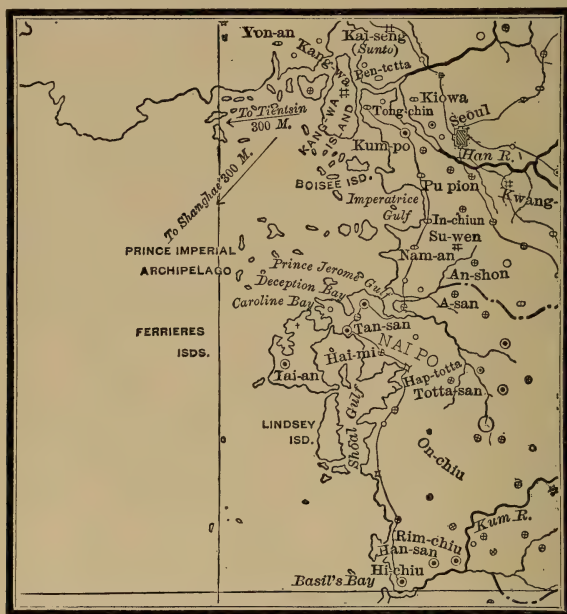 Yon-an
Kai-seng
(Sunto)
Kang-wa
Ben-totta
To Tientsin
300 M.
KANG-WA
ISLAND
Tong-chin
Kiowa
Seoul
Kum-po
Han R.
BOISEE ISD.
Pu pion
Kwang-
To Shanghae 300 M.
Imperatrice
Gulf
In-chiun
Su-wen
PRINCE IMPERIAL
ARCHIPELAGO
Nam-an
An-shon
Prince Jerome Gulf
Deception Bay
Caroline Bay
A-san
FERRIERES
ISDS.
Tan-san
NAI PO
Hai-mi
Tai-an
Hap-totta
Totta-san
LINDSEY
ISD.
Shoal Gulf
On-chiu
Kum R.
Rim-chiu
Han-san
Hi-chiu
Basil's Bay